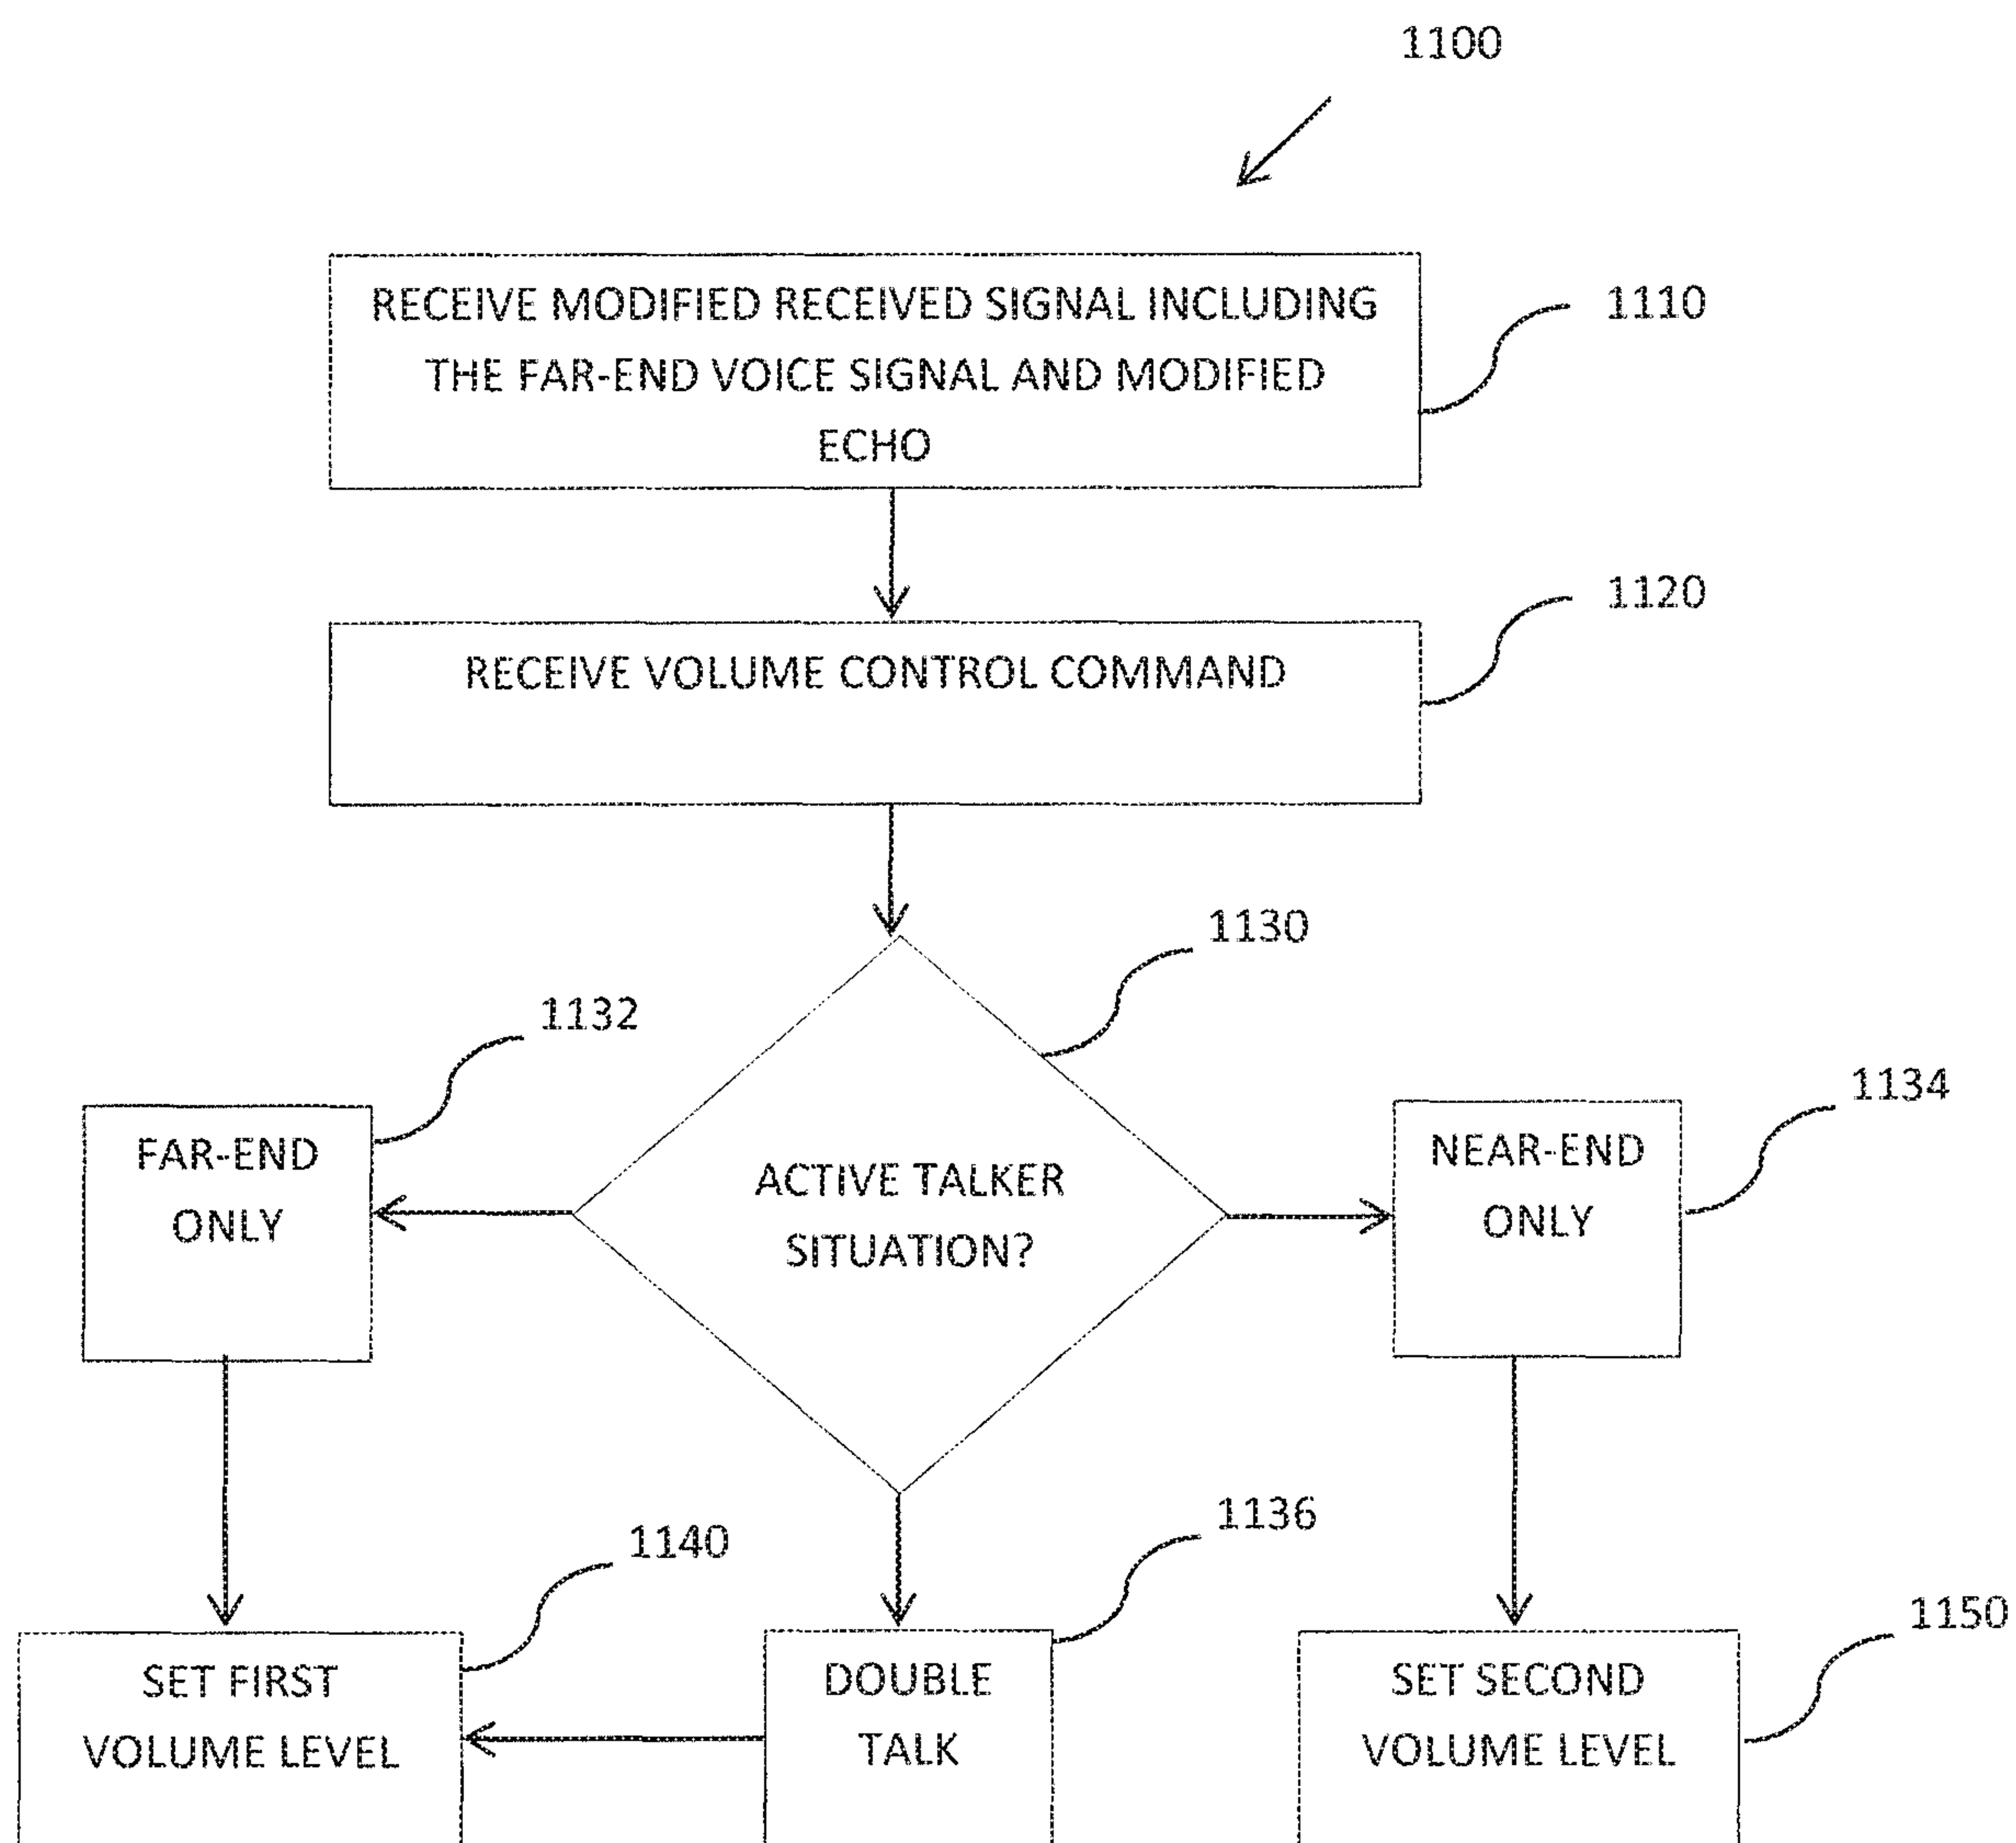 1100
RECEIVE MODIFIED RECEIVED SIGNAL INCLUDING
THE FAR-END VOICE SIGNAL AND MODIFIED
ECHO
1110
RECEIVE VOLUME CONTROL COMMAND
1120
1130
ACTIVE TALKER
SITUATION?
1132
FAR-END
ONLY
1134
NEAR-END
ONLY
1136
DOUBLE
TALK
1140
SET FIRST
VOLUME LEVEL
1150
SET SECOND
VOLUME LEVEL